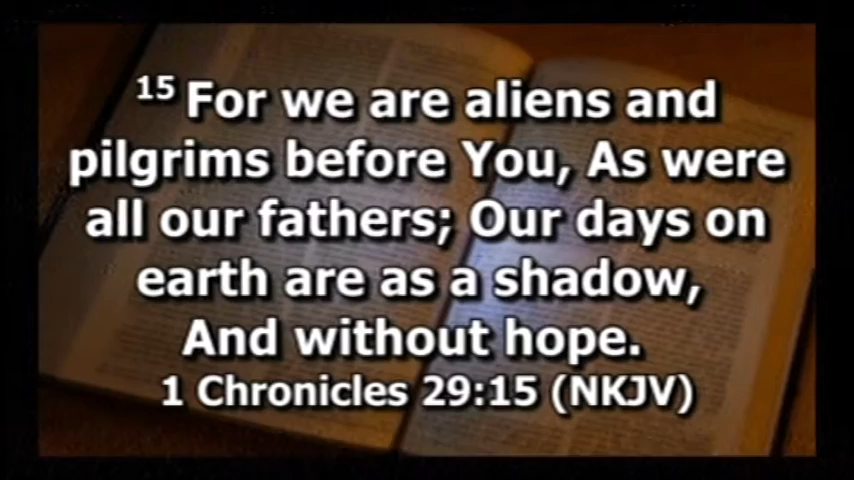 15 For we are aliens and
pilgrims before You, As were
all our fathers; Our days on
earth are as a shadow,
And without hope.
1 Chronicles 29:15 (NKJV)